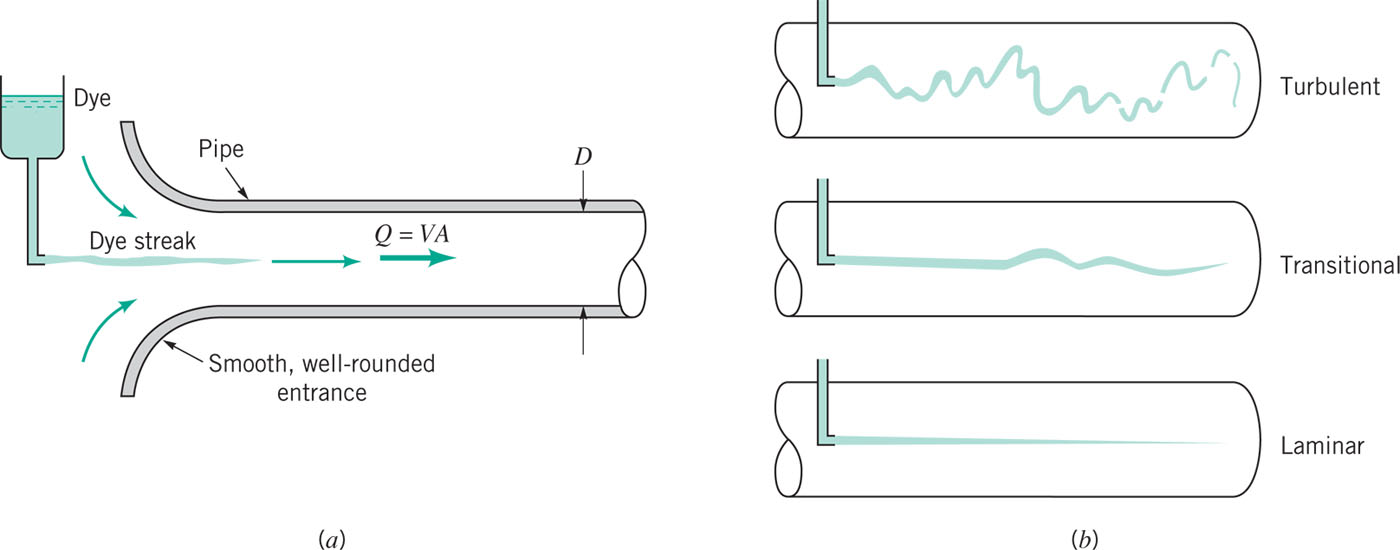 Dye
Pipe
D
Dye streak
Q = VA
Smooth, well-rounded
entrance
(a)
Turbulent
Transitional
Laminar
(b)